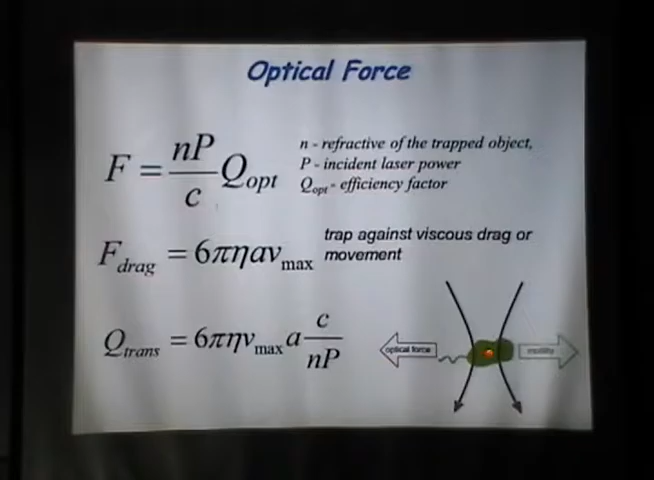 Optical Force
F = nP/c Q_opt
n - refractive of the trapped object,
P - incident laser power
Q_opt - efficiency factor
F_drag = 6πηav_max
trap against viscous drag or
movement
Q_trans = 6πηv_max a c/nP
optical force
motility